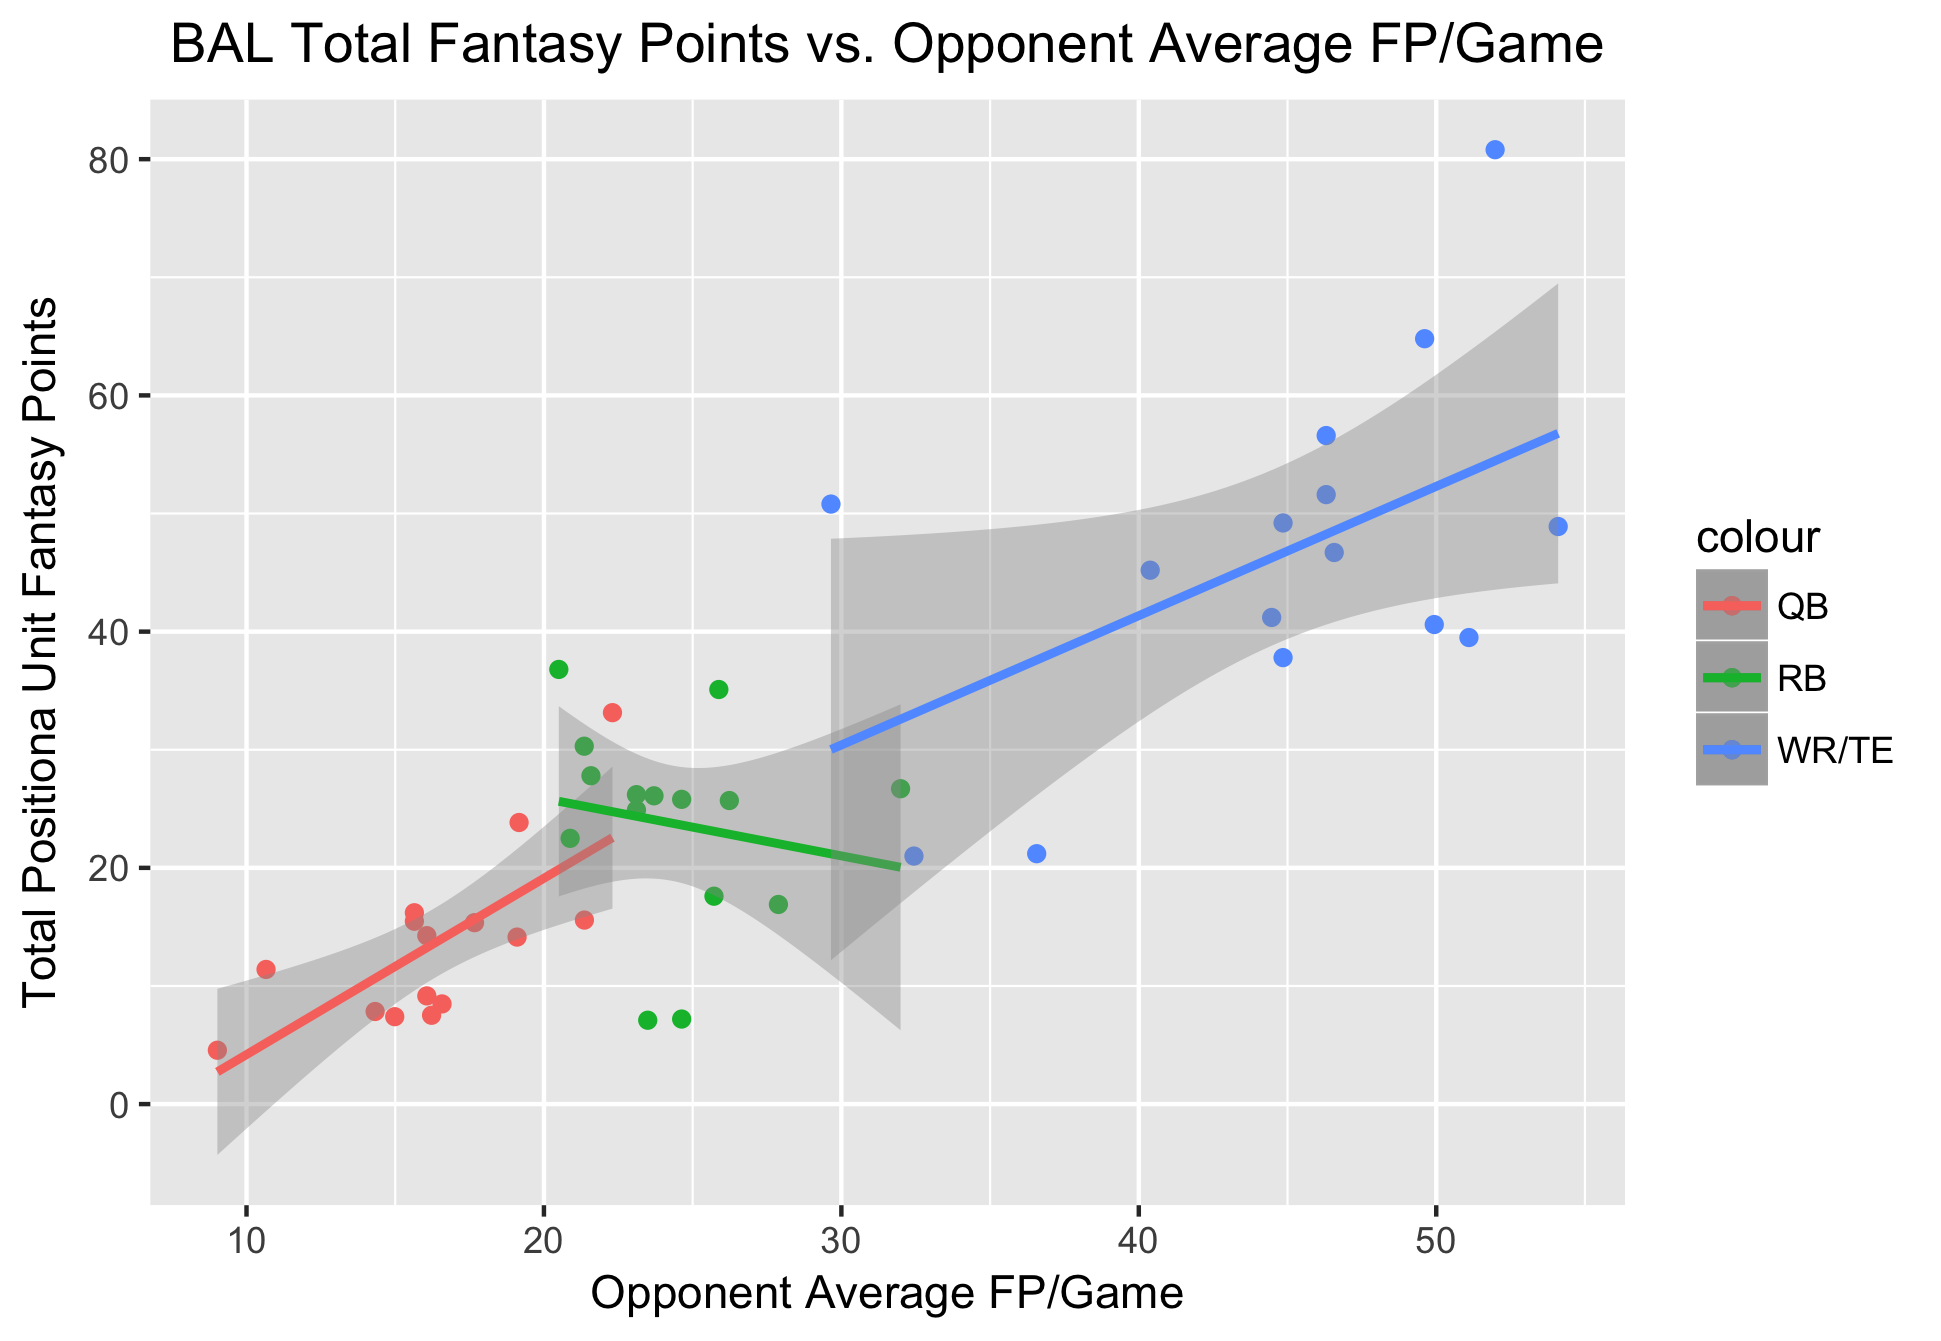 BAL Total Fantasy Points vs. Opponent Average FP/Game
Total Positiona Unit Fantasy Points
80
60
40
20
0
10 20 30 40 50
Opponent Average FP/Game
colour
QB
RB
WR/TE